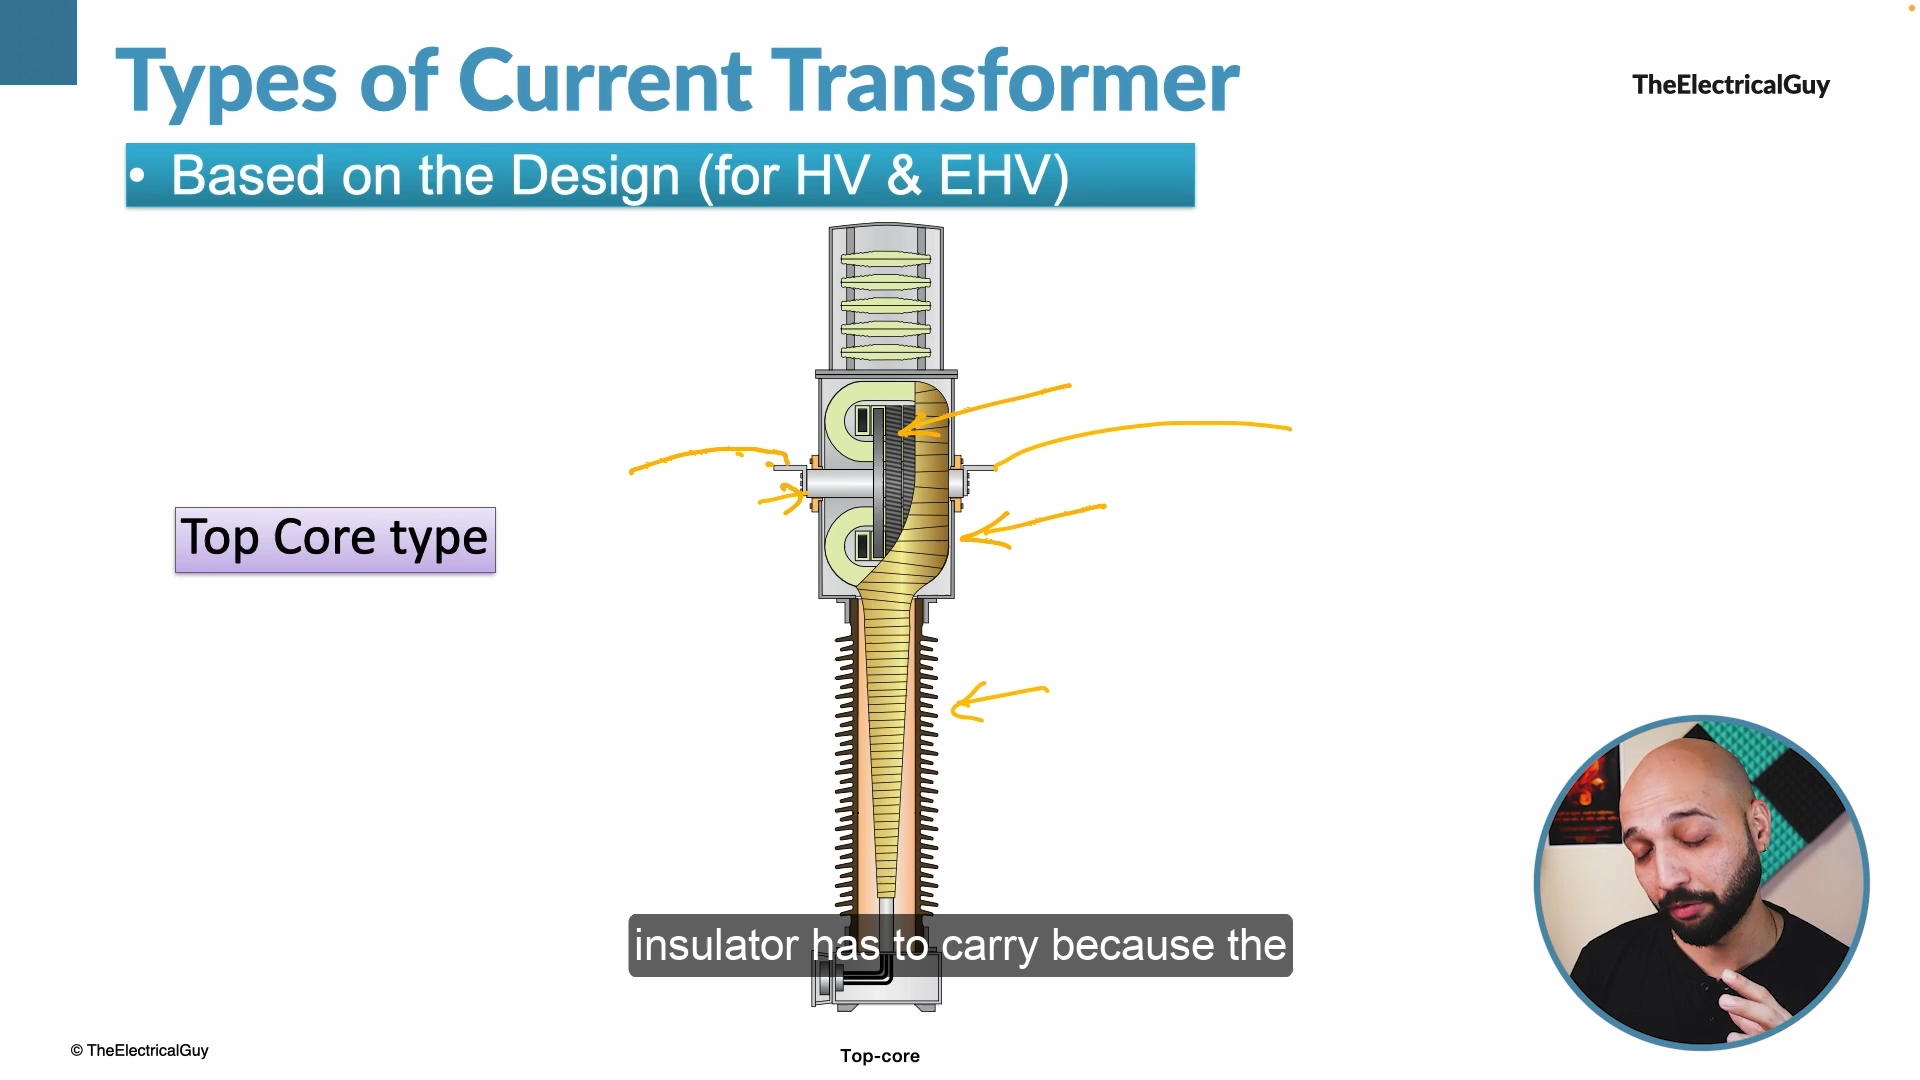 Types of Current Transformer
TheElectricalGuy
• Based on the Design (for HV & EHV)
Top Core type
insulator has to carry because the
© TheElectricalGuy
Top-core